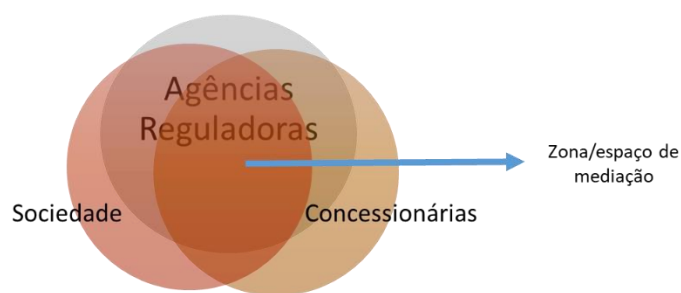 Agências
Reguladoras
Zona/espaço de
mediação
Sociedade
Concessionárias